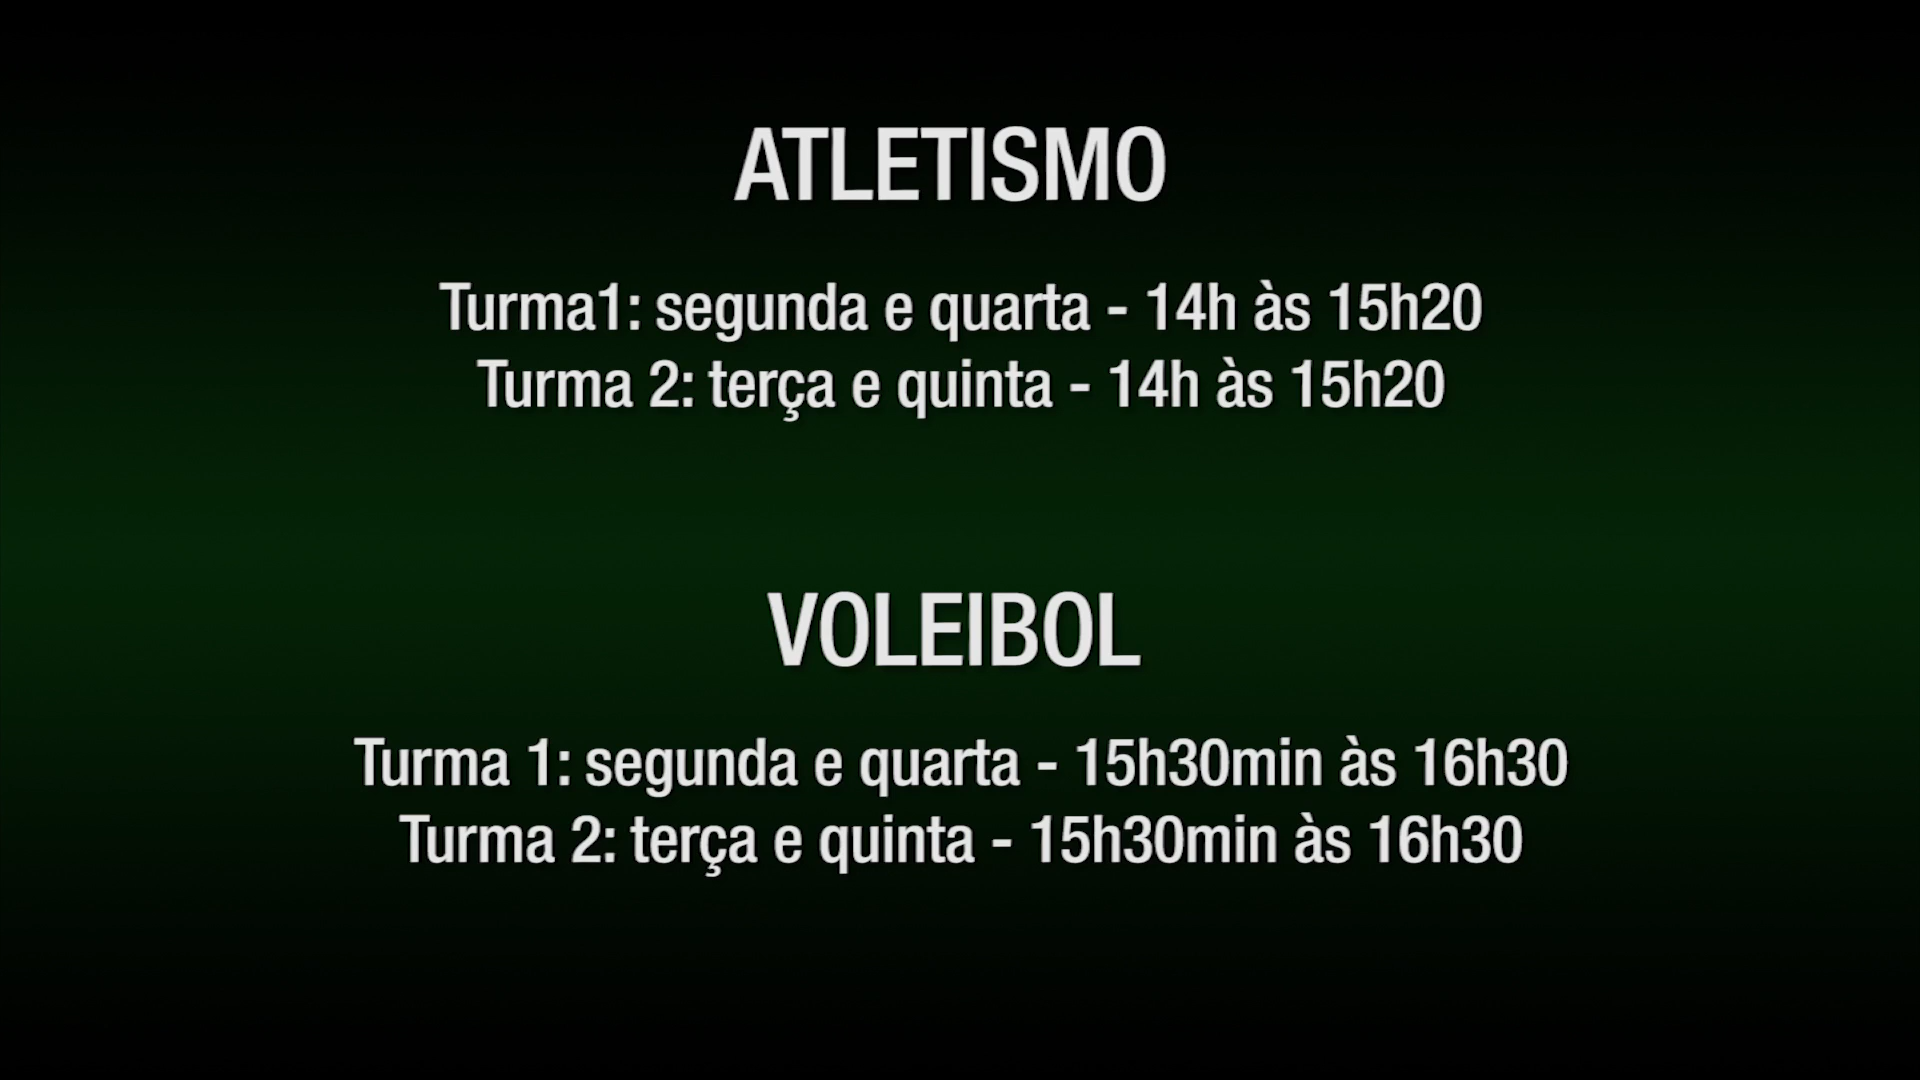 ATLETISMO
Turma1: segunda e quarta - 14h às 15h20
Turma 2: terça e quinta - 14h às 15h20
VOLEIBOL
Turma 1: segunda e quarta - 15h30min às 16h30
Turma 2: terça e quinta - 15h30min às 16h30